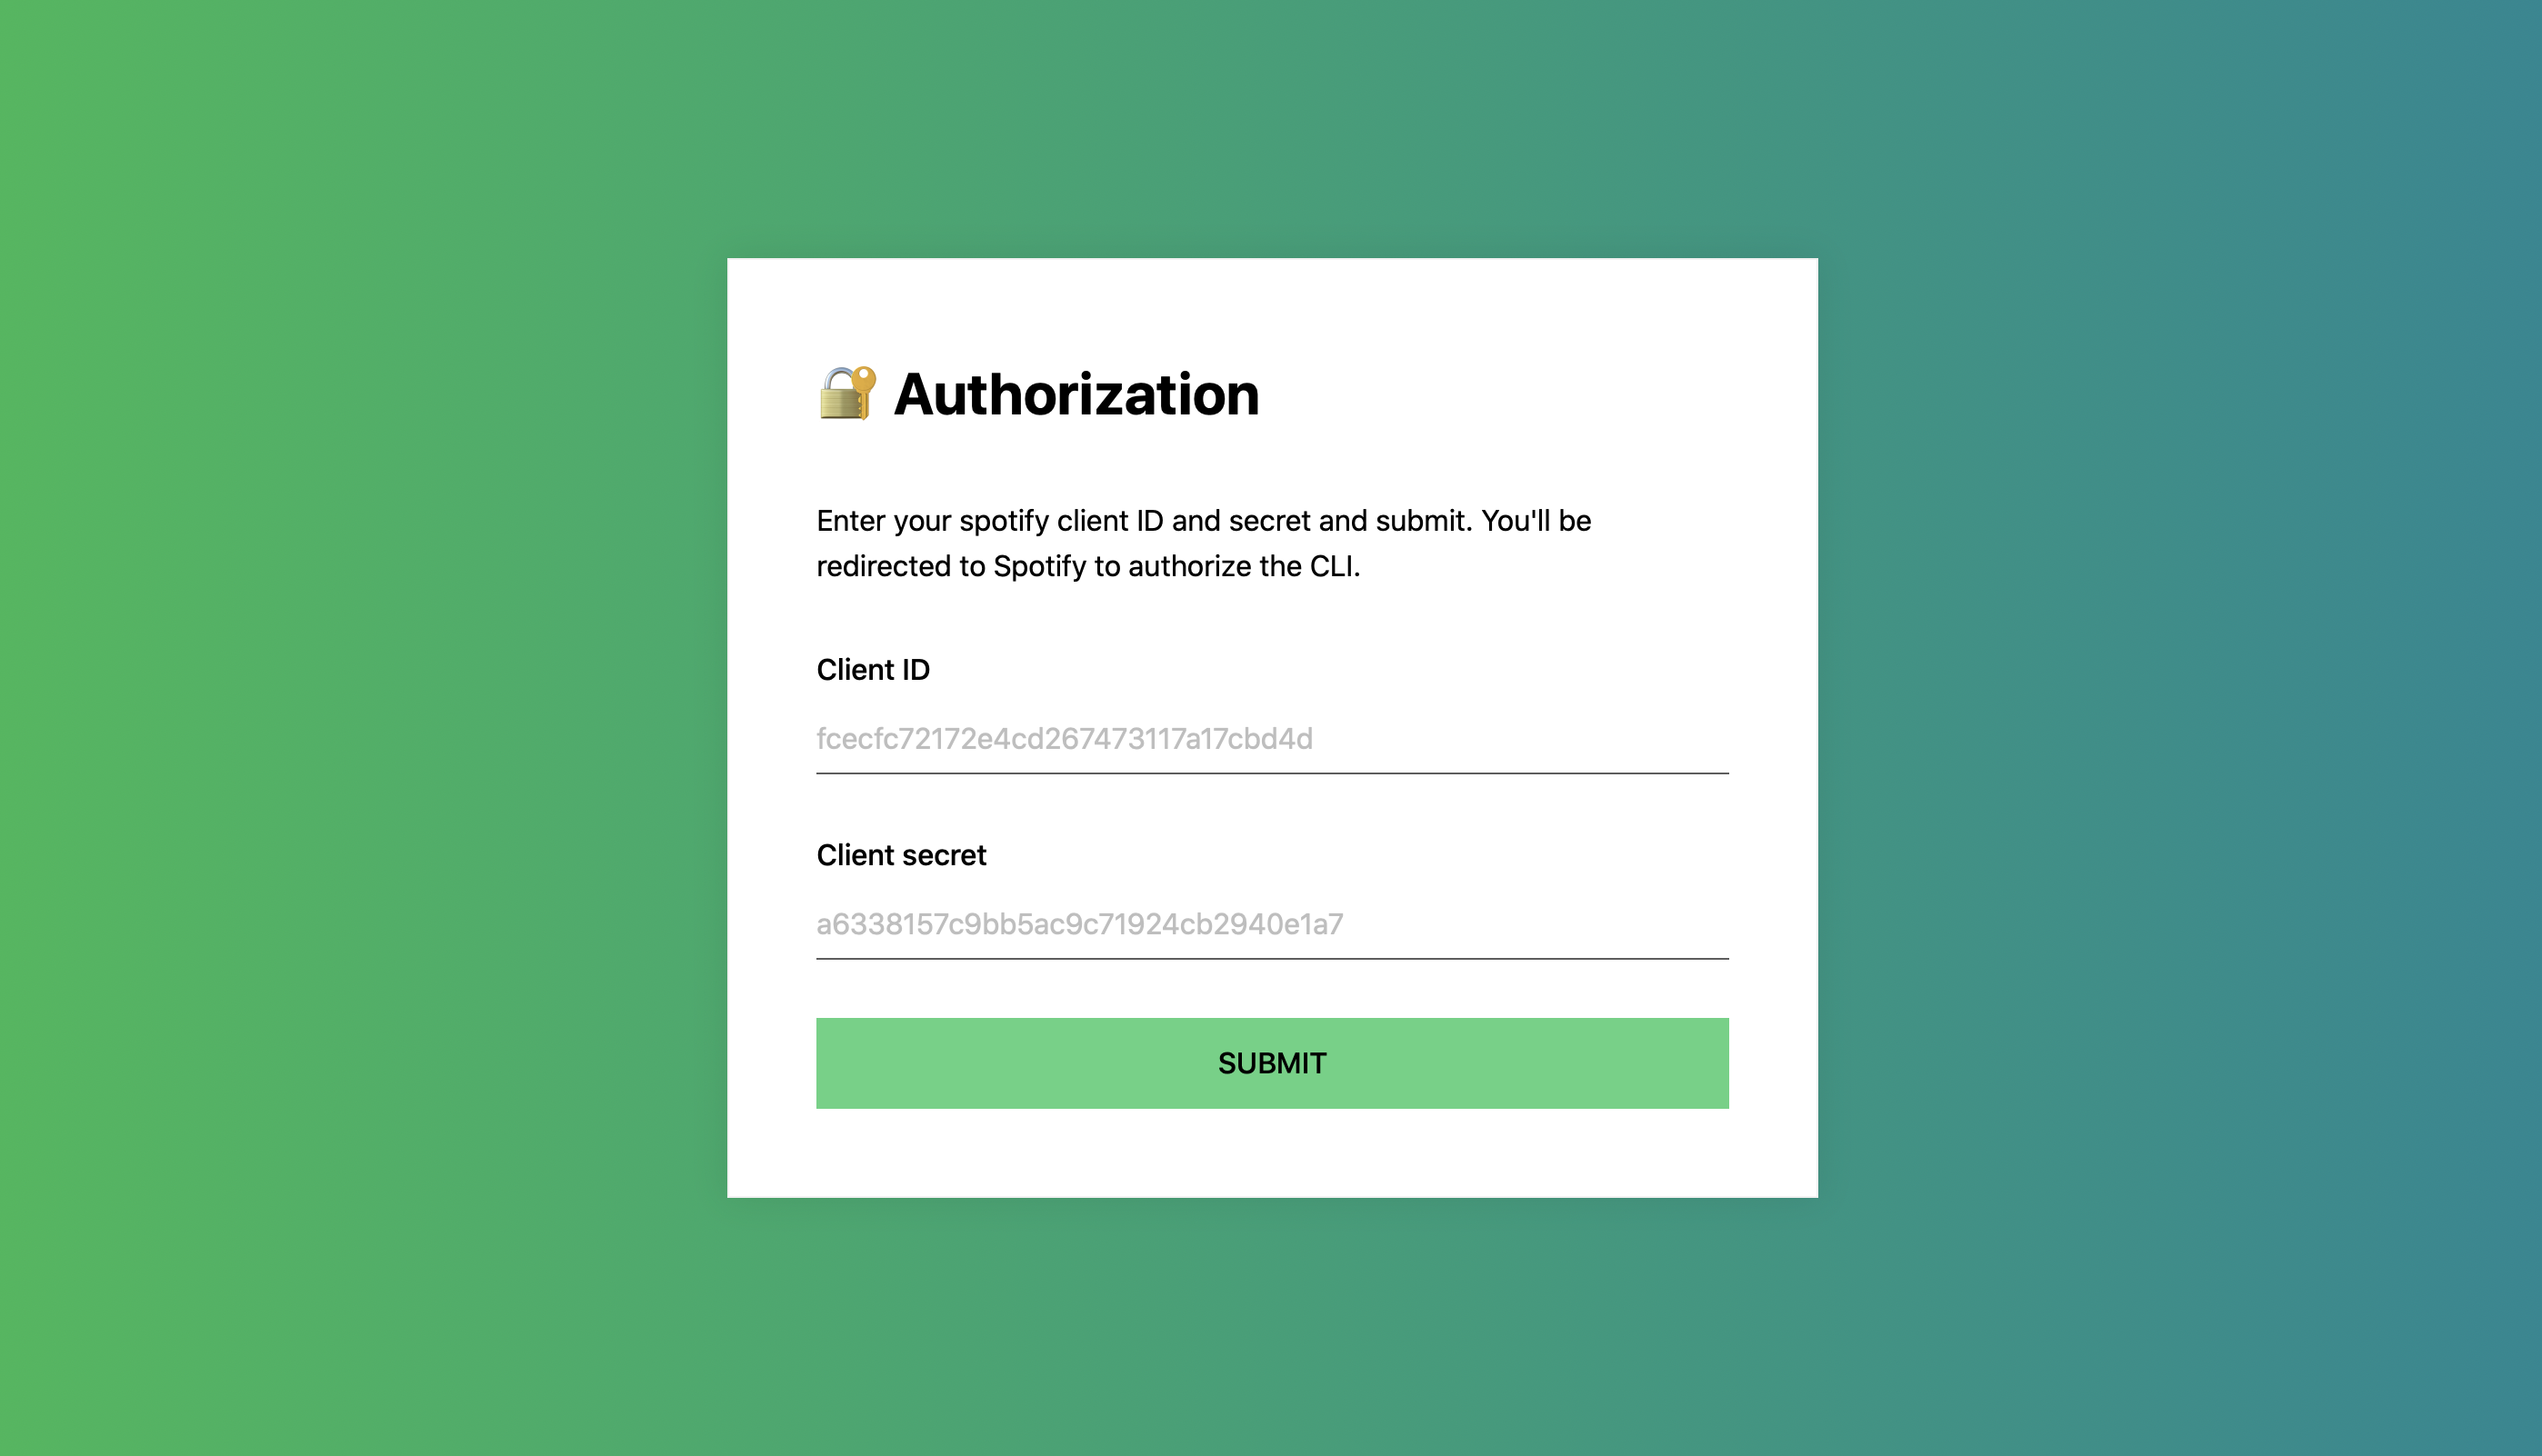 🔐 Authorization
Enter your spotify client ID and secret and submit. You'll be
redirected to Spotify to authorize the CLI.
Client ID
fcecfc72172e4cd267473117a17cbd4d
Client secret
a6338157c9bb5ac9c71924cb2940e1a7
SUBMIT